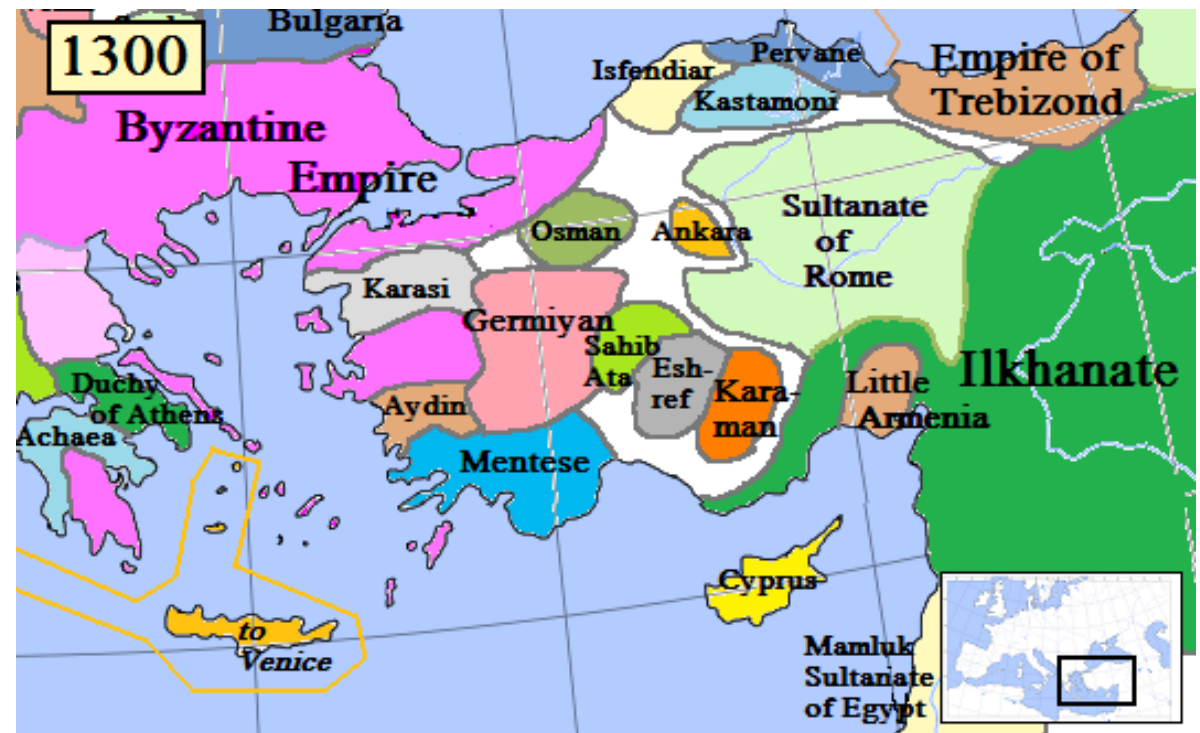 Bulgaria
1300
Pervane
Isfendiar
Empire of
Trebizond
Kastamoni
Byzantine
Empire
Sultanate
of
Rome
Osman
Ankara
Karasi
Germiyan
Sahib
Ata
Esh-
ref
Kara-
man
Little
Armenia
Ilkhanate
Duchy
of Athens
Achaea
Aydin
Mentese
Cyprus
to
Venice
Mamluk
Sultaniate
of Egypt